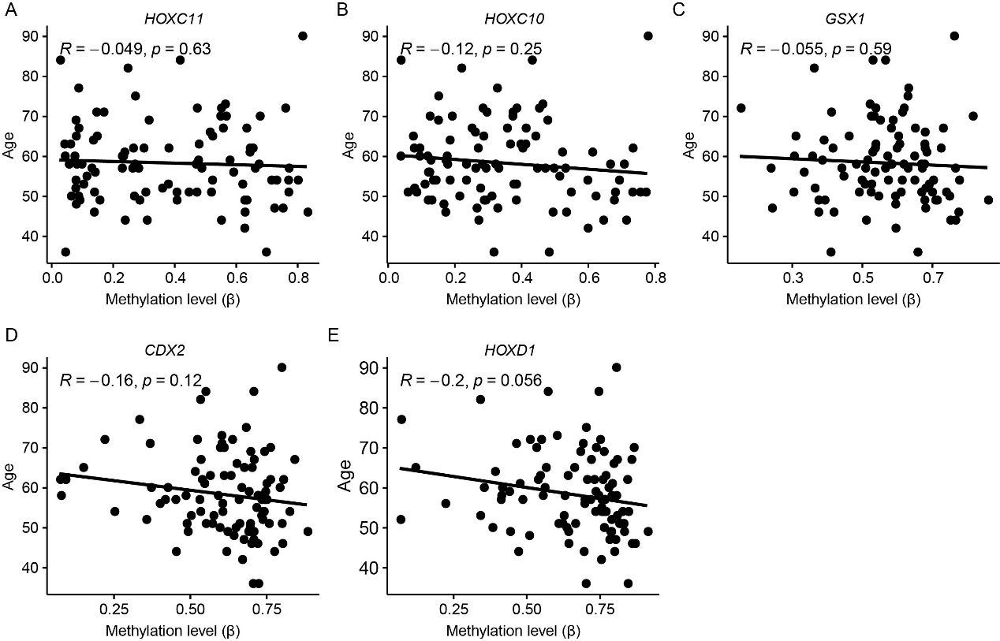 A
HOXC11
R = −0.049, p = 0.63
90
80
70
60
50
40
Age
0.0 0.2 0.4 0.6 0.8
Methylation level (β)
B
HOXC10
R = −0.12, p = 0.25
90
80
70
60
50
40
Age
0.0 0.2 0.4 0.6 0.8
Methylation level (β)
C
GSX1
R = −0.055, p = 0.59
90
80
70
60
50
40
Age
0.3 0.5 0.7
Methylation level (β)
D
CDX2
R = −0.16, p = 0.12
90
80
70
60
50
40
Age
0.25 0.50 0.75
Methylation level (β)
E
HOXD1
R = −0.2, p = 0.056
90
80
70
60
50
40
Age
0.25 0.50 0.75
Methylation level (β)